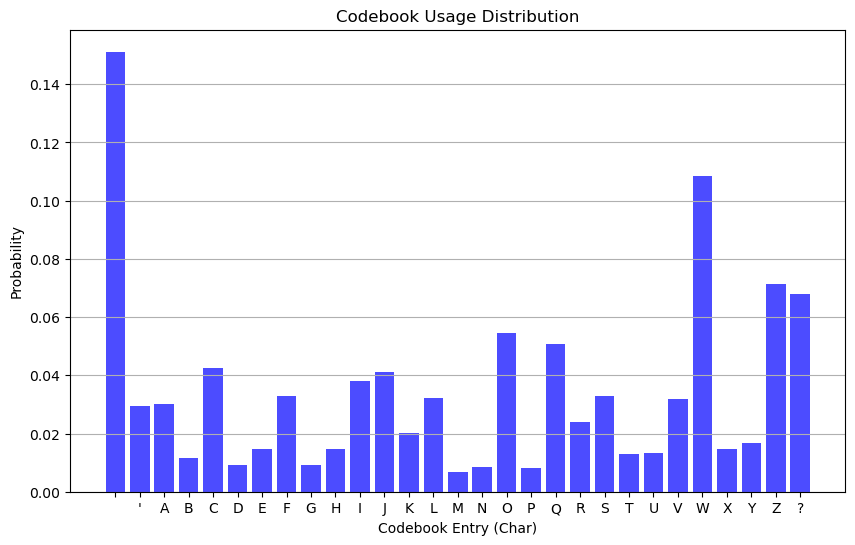 Codebook Usage Distribution
Probability
0.14
0.12
0.10
0.08
0.06
0.04
0.02
0.00
' A B C D E F G H I J K L M N O P Q R S T U V W X Y Z ?
Codebook Entry (Char)